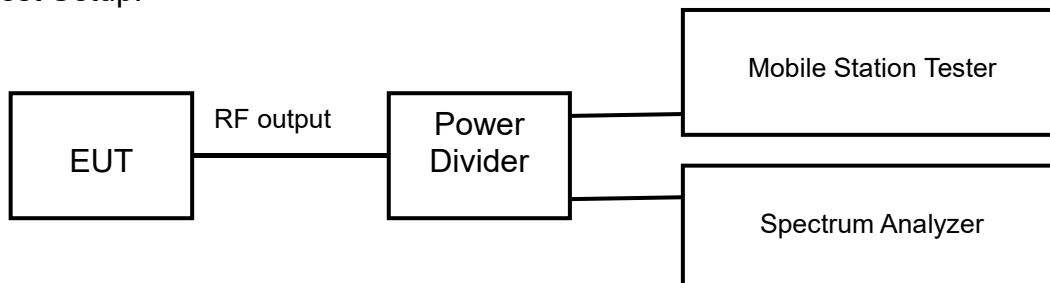 EUT
RF output
Power
Divider
Mobile Station Tester
Spectrum Analyzer